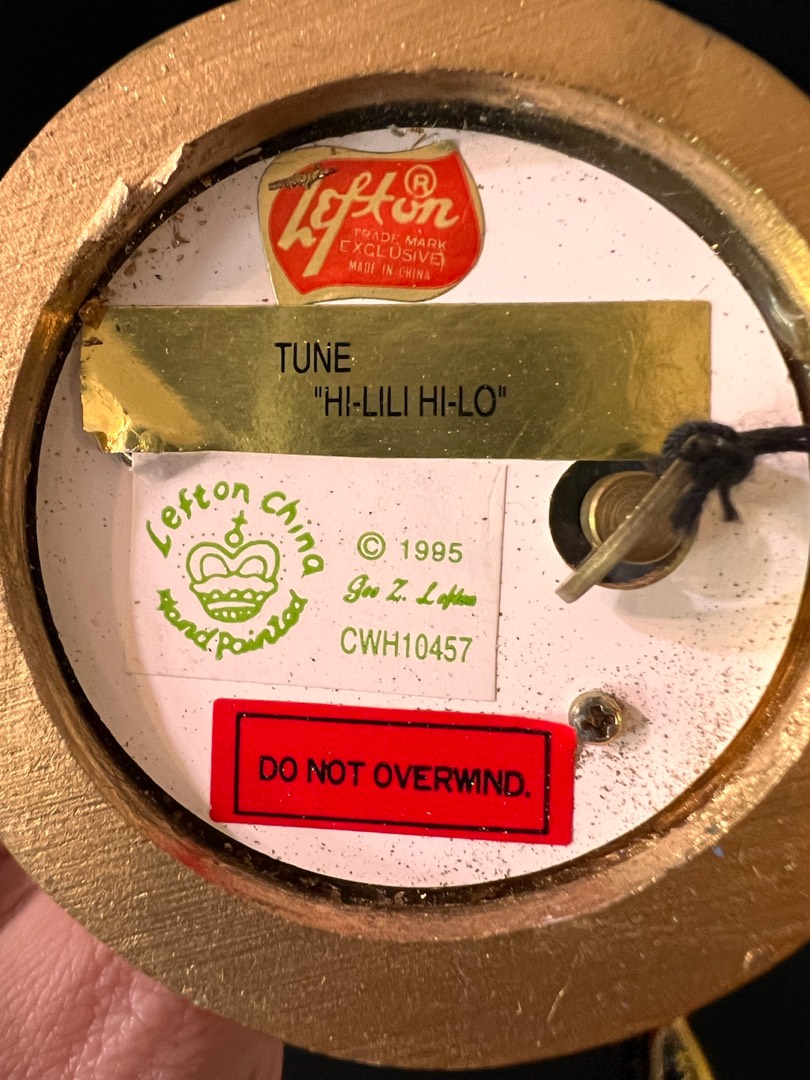 Lefton®
TRADE MARK
EXCLUSIVES
MADE IN CHINA
TUNE
"HI-LILI HI-LO"
Lefton China
Hand Painted
© 1995
Geo Z. Lefton
CWH10457
DO NOT OVERWIND.